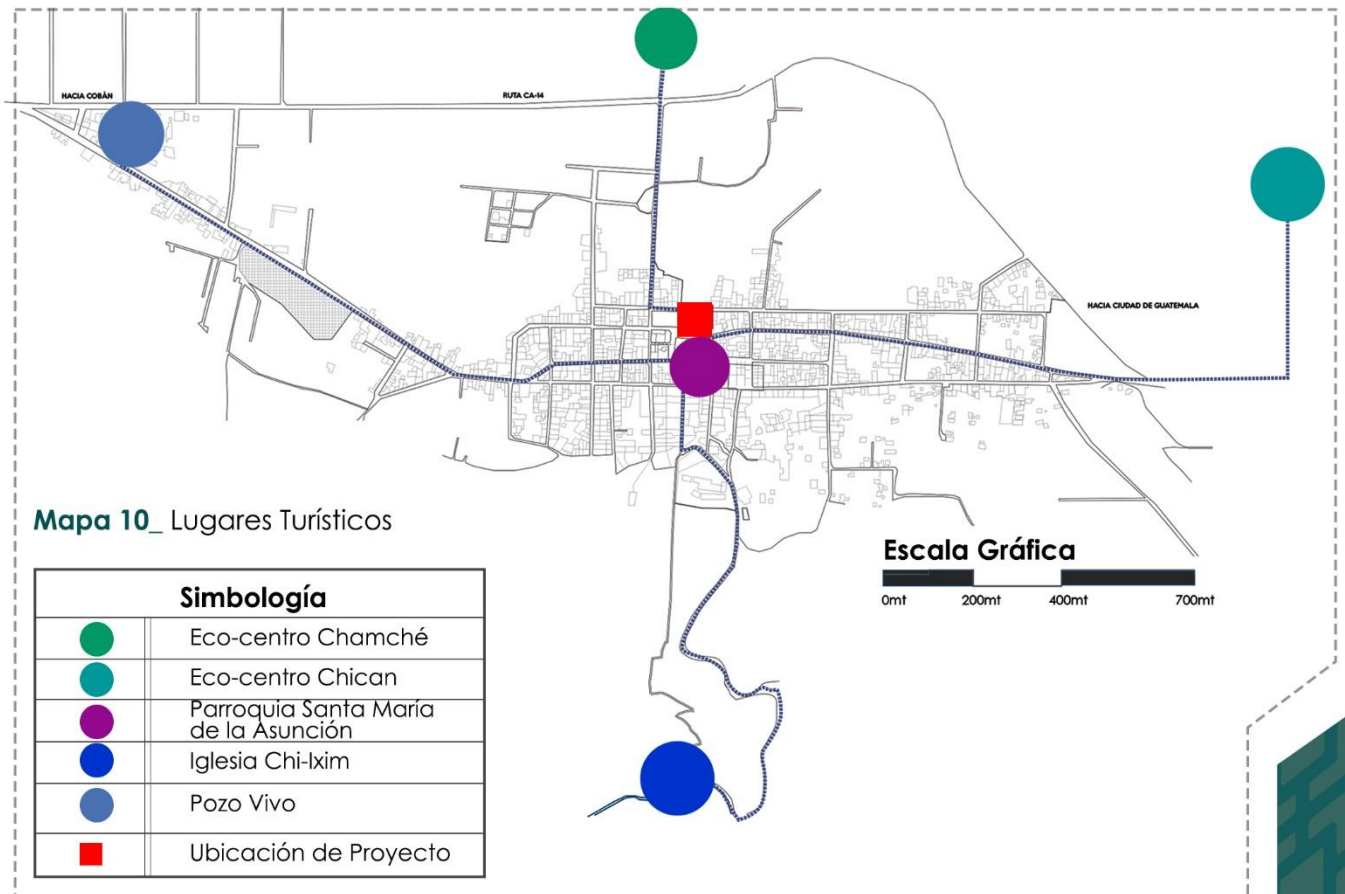 HACIA COBÁN
RUTA CA-14
HACIA CIUDAD DE GUATEMALA
Mapa 10_ Lugares Turísticos
Escala Gráfica
0mt 200mt 400mt 700mt
Simbología
Eco-centro Chamché
Eco-centro Chican
Parroquia Santa María
de la Asunción
Iglesia Chi-Ixim
Pozo Vivo
Ubicación de Proyecto